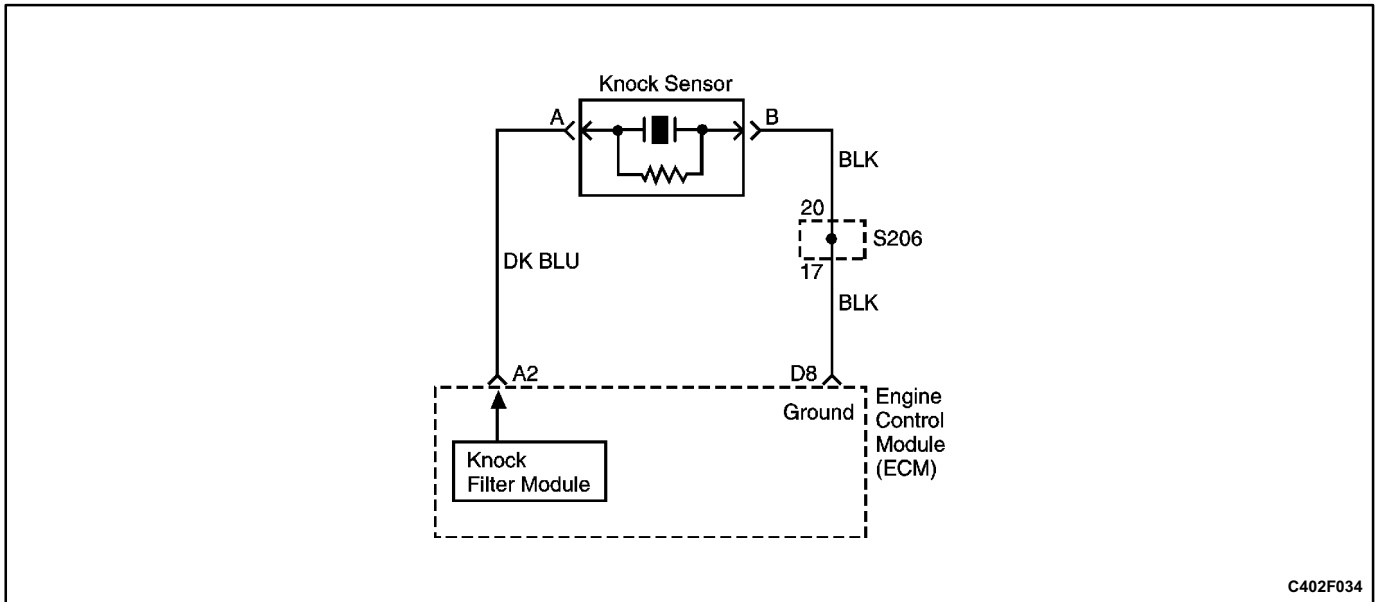 Knock Sensor
A
B
BLK
20
S206
17
DK BLU
BLK
A2
D8
Ground
Engine
Control
Module
(ECM)
Knock
Filter Module
C402F034